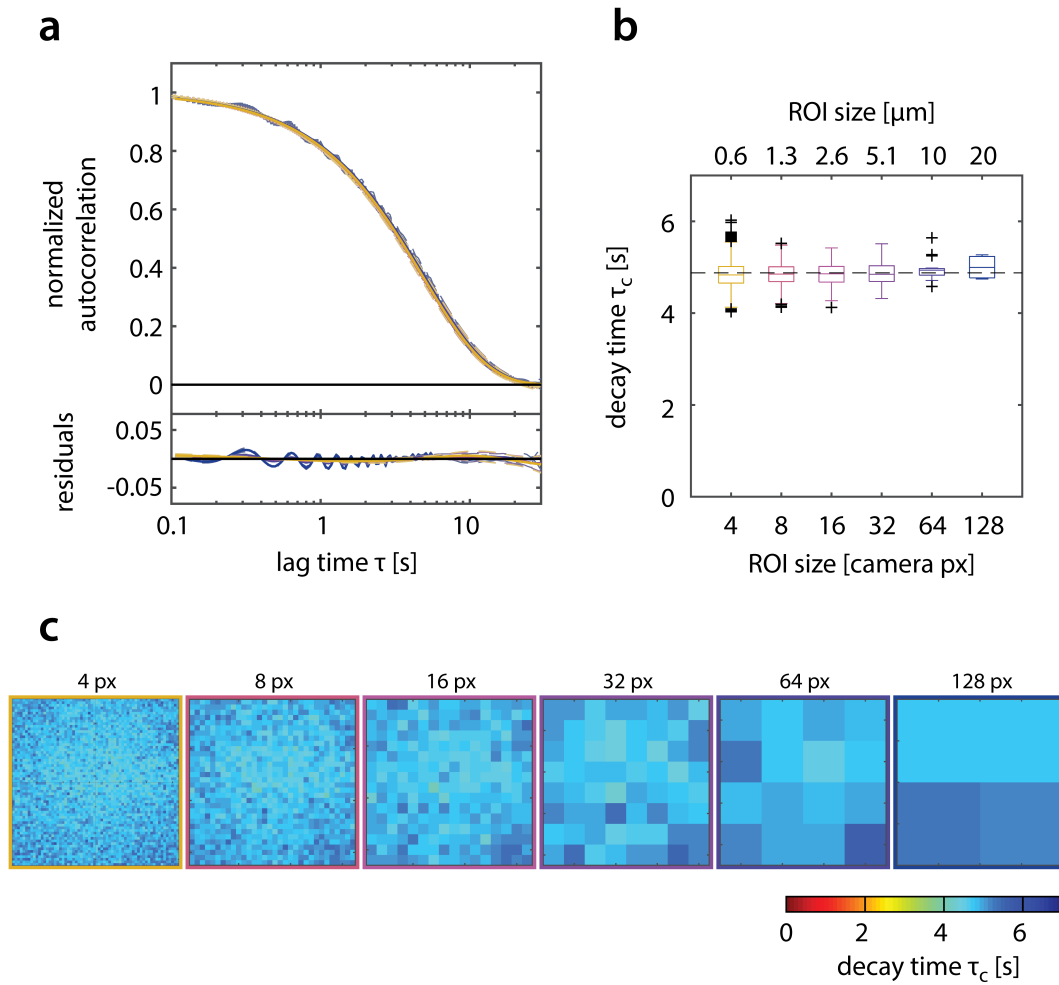 a
normalized
autocorrelation
1
0.8
0.6
0.4
0.2
0
residuals
0.05
-0.05
0.1
1
10
lag time τ [s]
b
ROI size [µm]
0.6 1.3 2.6 5.1 10 20
decay time τc [s]
6
4
2
0
4 8 16 32 64 128
ROI size [camera px]
c
4 px
8 px
16 px
32 px
64 px
128 px
0 2 4 6
decay time τc [s]